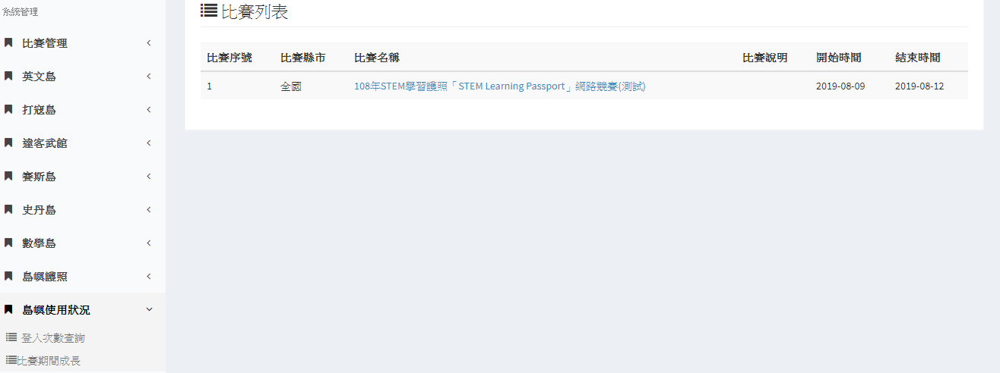 系統管理
比賽管理
英文島
打寇島
達客武館
賽斯島
史丹島
數學島
島嶼護照
島嶼使用狀況
登入次數查詢
比賽期間成長
比賽列表
比賽序號 比賽縣市 比賽名稱 比賽說明 開始時間 結束時間
1 全國 108年STEM學習護照「STEM Learning Passport」網路競賽(測試) 2019-08-09 2019-08-12